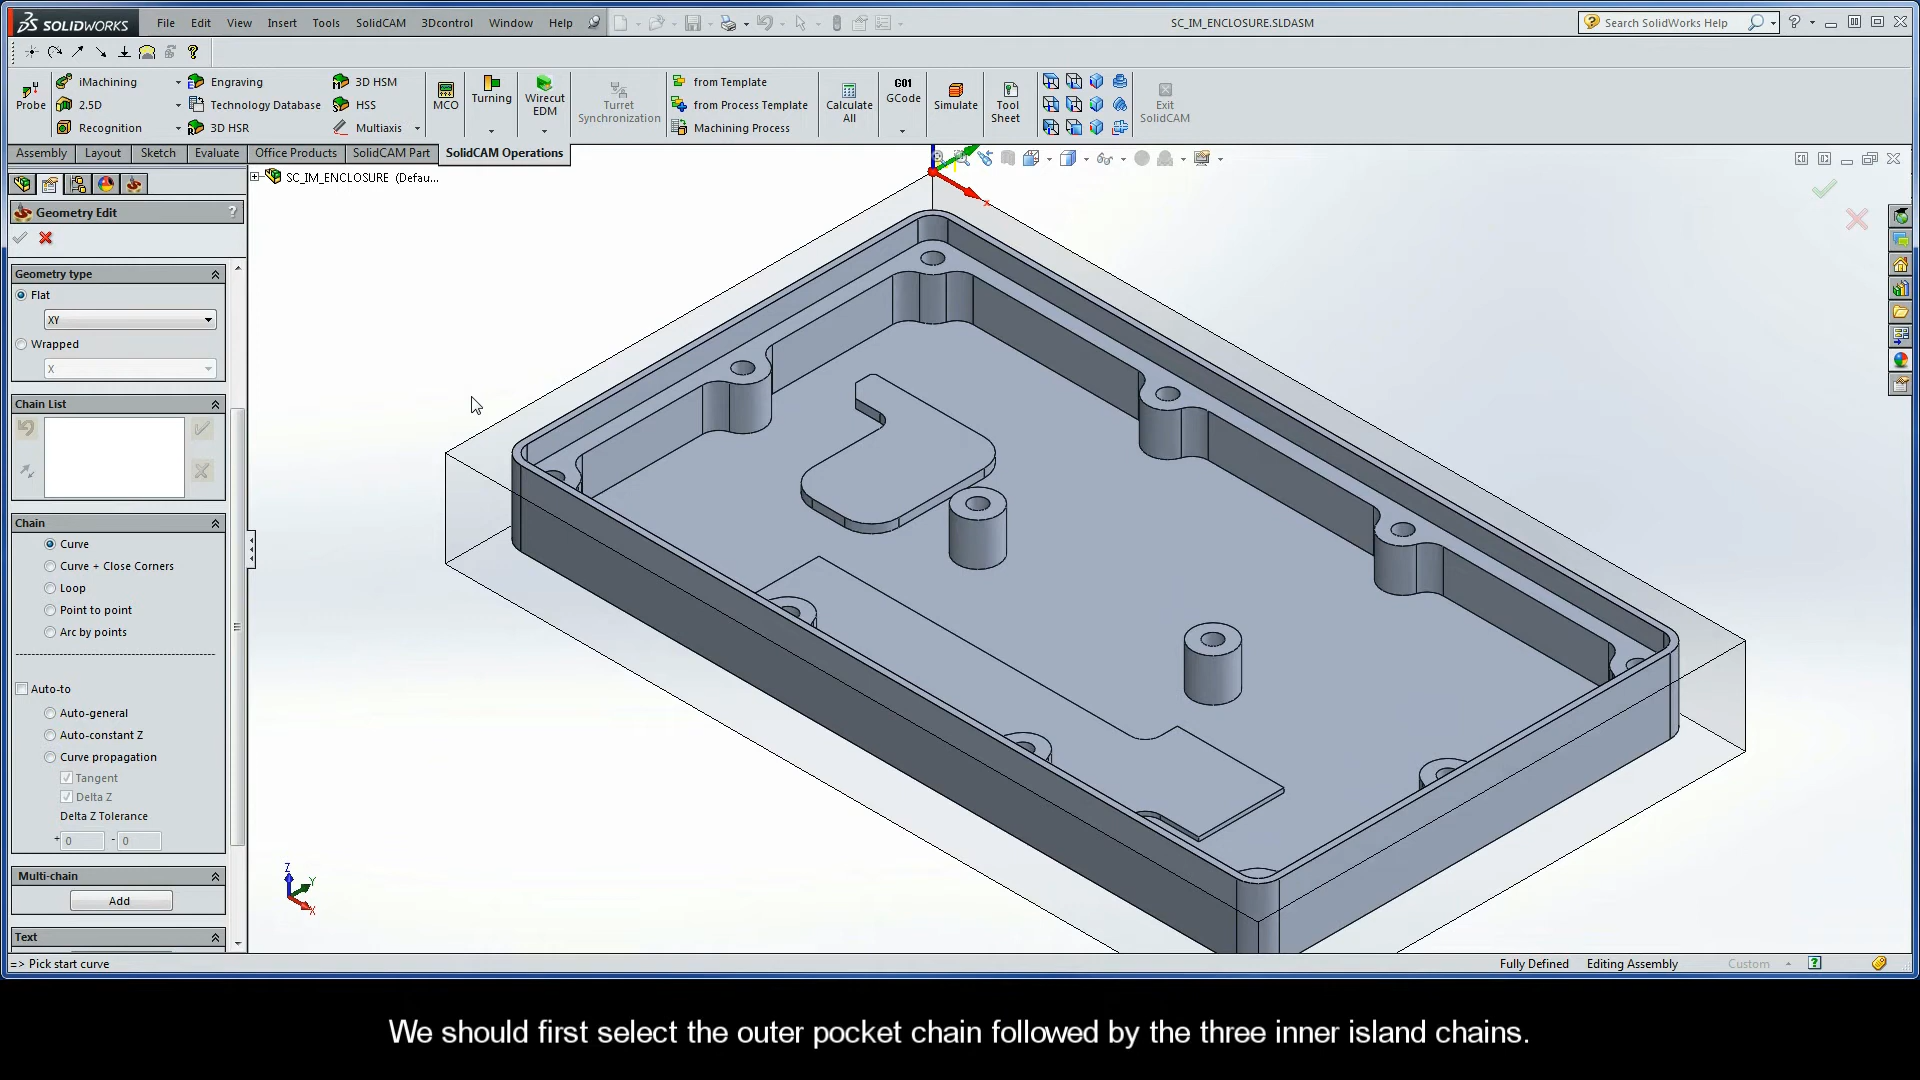 SOLIDWORKS File Edit View Insert Tools SolidCAM 3Dcontrol Window Help SC_IM_ENCLOSURE.SLDASM Search SolidWorks Help
iMachining Engraving 3D HSM from Template
Probe 2.5D Technology Database HSS MCO Turning Wirecut EDM Turret Synchronization from Process Template Calculate All G01 GCode Simulate Tool Sheet Exit SolidCAM
Recognition 3D HSR Multiaxis Machining Process
Assembly Layout Sketch Evaluate Office Products SolidCAM Part SolidCAM Operations
SC_IM_ENCLOSURE (Defau...
Geometry Edit ?
Geometry type
Flat
XY
Wrapped
X
Chain List
Chain
Curve
Curve + Close Corners
Loop
Point to point
Arc by points
Auto-to
Auto-general
Auto-constant Z
Curve propagation
Tangent
Delta Z
Delta Z Tolerance
+ 0 - 0
Multi-chain
Add
Text
Z
Y
X
x
=> Pick start curve Fully Defined Editing Assembly Custom
We should first select the outer pocket chain followed by the three inner island chains.